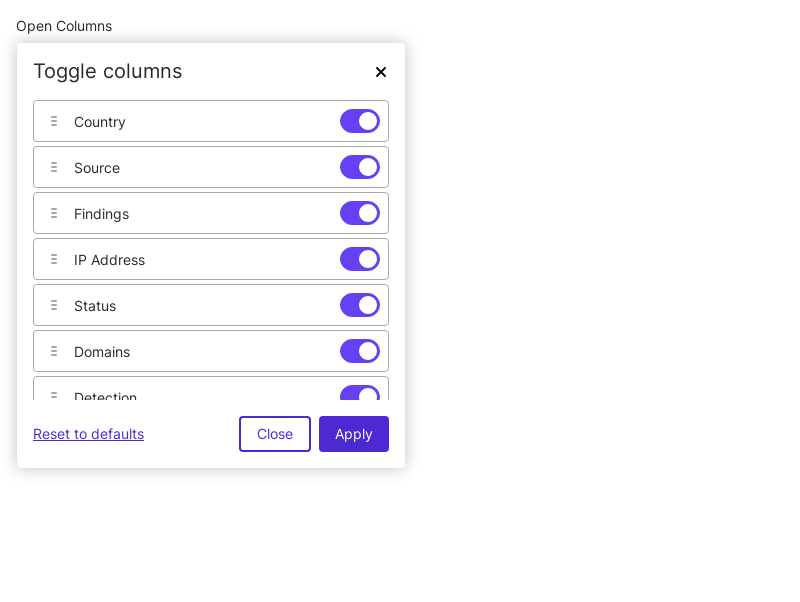 Open Columns
Toggle columns
Country
Source
Findings
IP Address
Status
Domains
Detection
Reset to defaults
Close
Apply